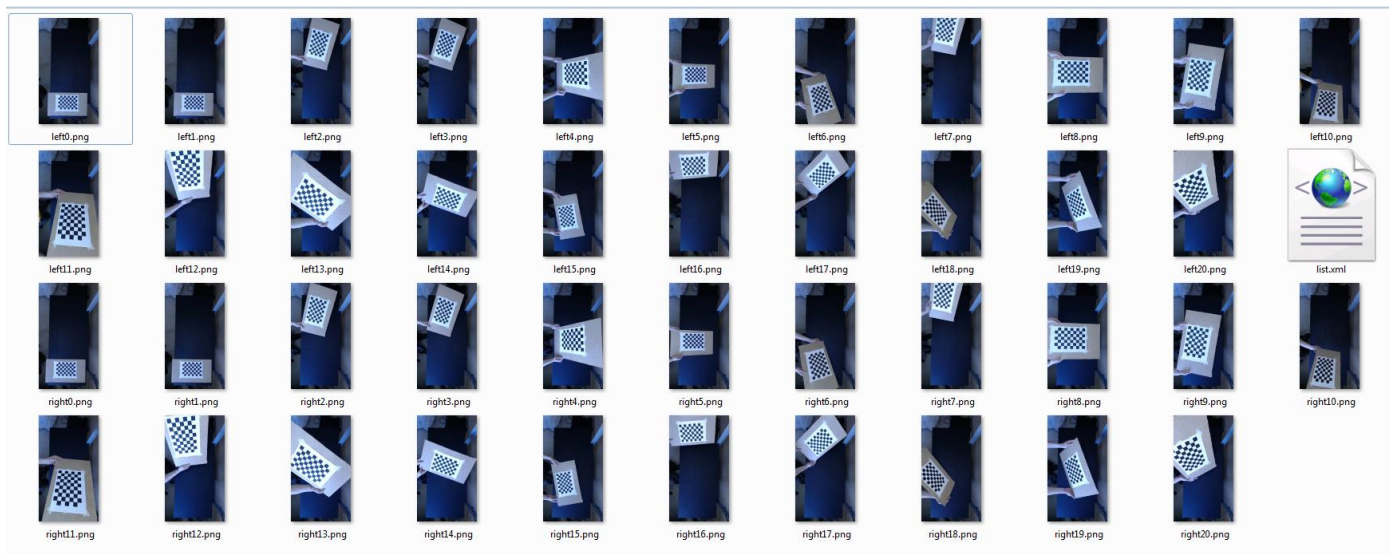 left0.png left1.png left2.png left3.png left4.png left5.png left6.png left7.png left8.png left9.png left10.png
left11.png left12.png left13.png left14.png left15.png left16.png left17.png left18.png left19.png left20.png list.xml
right0.png right1.png right2.png right3.png right4.png right5.png right6.png right7.png right8.png right9.png right10.png
right11.png right12.png right13.png right14.png right15.png right16.png right17.png right18.png right19.png right20.png